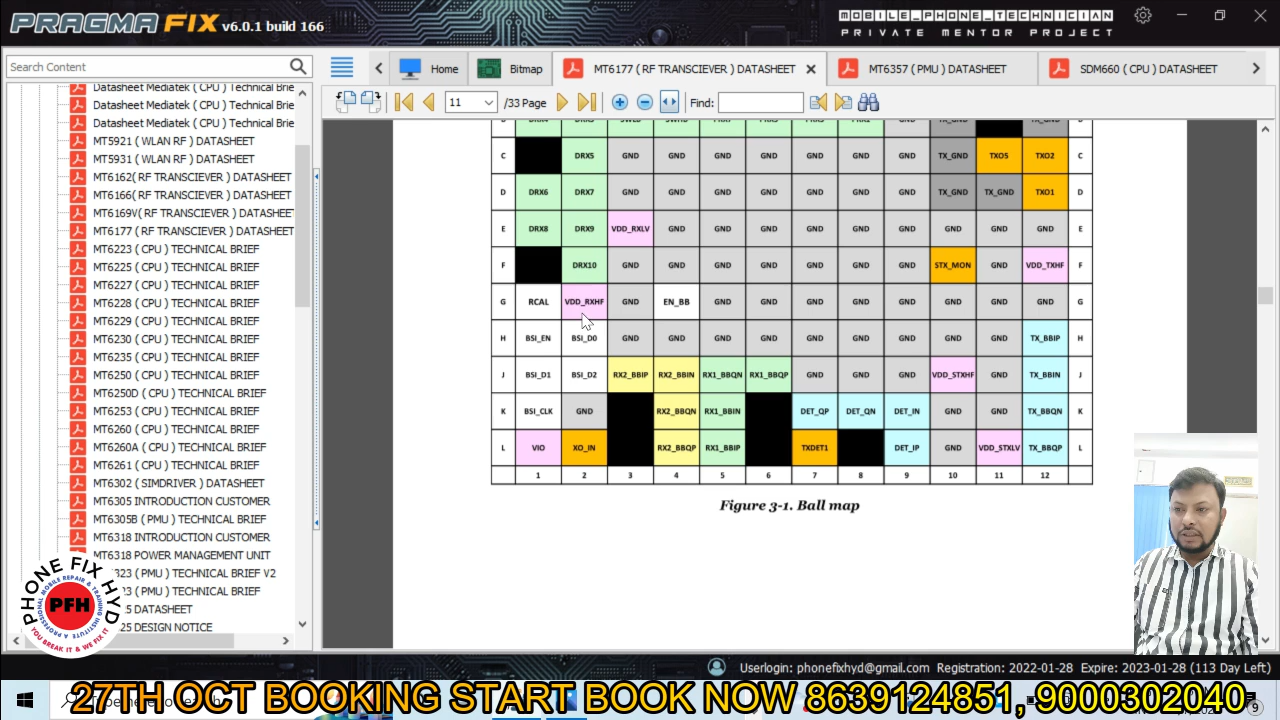 PRAGMA FIX v6.0.1 build 166
MOBILE_PHONE_TECHNICIAN
PRIVATE MENTOR PROJECT
Search Content
Home
Bitmap
MT6177 ( RF TRANSCIEVER ) DATASHEET
MT6357 (PMU ) DATASHEET
SDM660 ( CPU ) DATASHEET
11 /33 Page
Find:
Datasheet Mediatek ( CPU ) Technical Brie
Datasheet Mediatek ( CPU ) Technical Brie
Datasheet Mediatek ( CPU ) Technical Brie
MT5921 ( WLAN RF ) DATASHEET
MT5931 ( WLAN RF ) DATASHEET
MT6162( RF TRANSCIEVER ) DATASHEET
MT6166( RF TRANSCIEVER ) DATASHEET
MT6169V( RF TRANSCIEVER ) DATASHEET
MT6177 ( RF TRANSCIEVER ) DATASHEET
MT6223 ( CPU ) TECHNICAL BRIEF
MT6225 ( CPU ) TECHNICAL BRIEF
MT6227 ( CPU ) TECHNICAL BRIEF
MT6228 ( CPU ) TECHNICAL BRIEF
MT6229 ( CPU ) TECHNICAL BRIEF
MT6230 ( CPU ) TECHNICAL BRIEF
MT6235 ( CPU ) TECHNICAL BRIEF
MT6250 ( CPU ) TECHNICAL BRIEF
MT6250D ( CPU ) TECHNICAL BRIEF
MT6253 ( CPU ) TECHNICAL BRIEF
MT6260 ( CPU ) TECHNICAL BRIEF
MT6260A ( CPU ) TECHNICAL BRIEF
MT6261 ( CPU ) TECHNICAL BRIEF
MT6302 ( SIMDRIVER ) DATASHEET
MT6305 INTRODUCTION CUSTOMER
MT6305B ( PMU ) TECHNICAL BRIEF
MT6318 INTRODUCTION CUSTOMER
MT6318 POWER MANAGEMENT UNIT
323 ( PMU ) TECHNICAL BRIEF V2
23 ( PMU ) TECHNICAL BRIEF
25 DATASHEET
25 DESIGN NOTICE
C DRX5 GND GND GND GND GND GND GND TX_GND TXO5 TXO2 C
D DRX6 DRX7 GND GND GND GND GND GND GND TX_GND TX_GND TXO1 D
E DRX8 DRX9 VDD_RXLV GND GND GND GND GND GND GND GND GND E
F DRX10 GND GND GND GND GND GND GND STX_MON GND VDD_TXHF F
G RCAL VDD_RXHF GND EN_BB GND GND GND GND GND GND GND GND G
H BSI_EN BSI_D0 GND GND GND GND GND GND GND GND GND TX_BBIP H
J BSI_D1 BSI_D2 RX2_BBIP RX2_BBIN RX1_BBQN RX1_BBQP GND GND GND VDD_STXHF GND TX_BBIN J
K BSI_CLK GND RX2_BBQN RX1_BBIN DET_QP DET_QN DET_IN GND GND TX_BBQN K
L VIO XO_IN RX2_BBQP RX1_BBIP TXDET1 DET_IP GND VDD_STXLV TX_BBQP L
1 2 3 4 5 6 7 8 9 10 11 12
Figure 3-1. Ball map
PHONE FIX HYD
A PROFESSIONAL MOBILE REPAIR & TRAINING INSTITUTE
PFH
YOU BREAK IT & WE FIX IT
Userlogin: phonefixhyd@gmail.com Registration: 2022-01-28 Expire: 2023-01-28 (113 Day Left)
27TH OCT BOOKING START BOOK NOW 8639124851, 9000302040